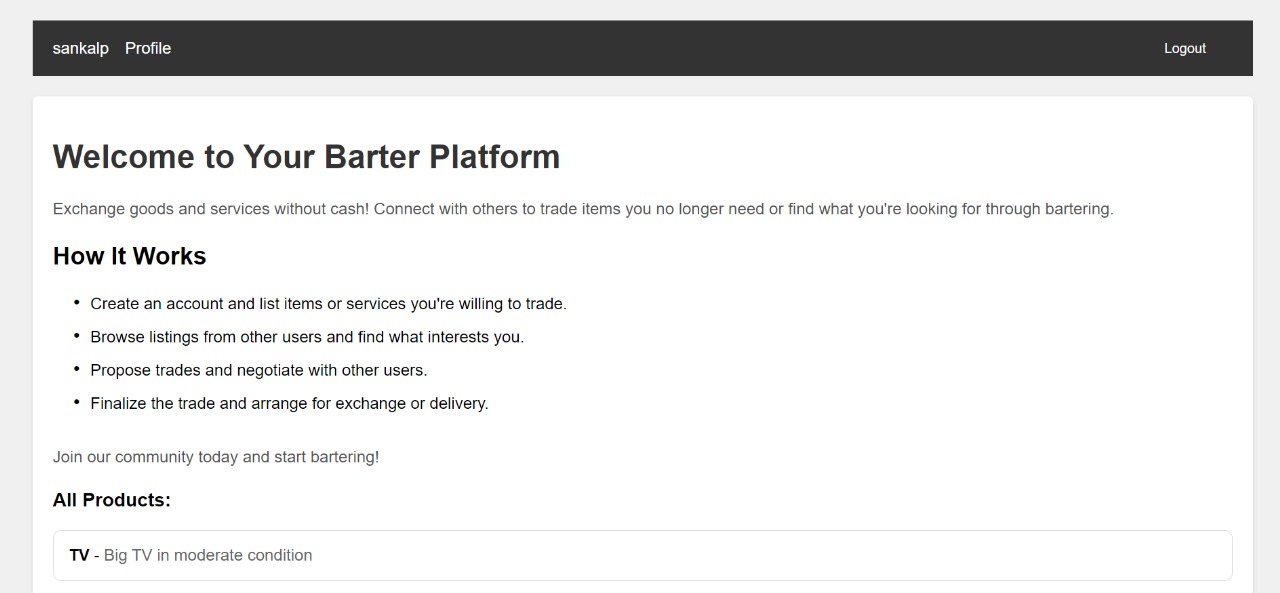 sankalp Profile Logout
Welcome to Your Barter Platform
Exchange goods and services without cash! Connect with others to trade items you no longer need or find what you're looking for through bartering.
How It Works
• Create an account and list items or services you're willing to trade.
• Browse listings from other users and find what interests you.
• Propose trades and negotiate with other users.
• Finalize the trade and arrange for exchange or delivery.
Join our community today and start bartering!
All Products:
TV - Big TV in moderate condition